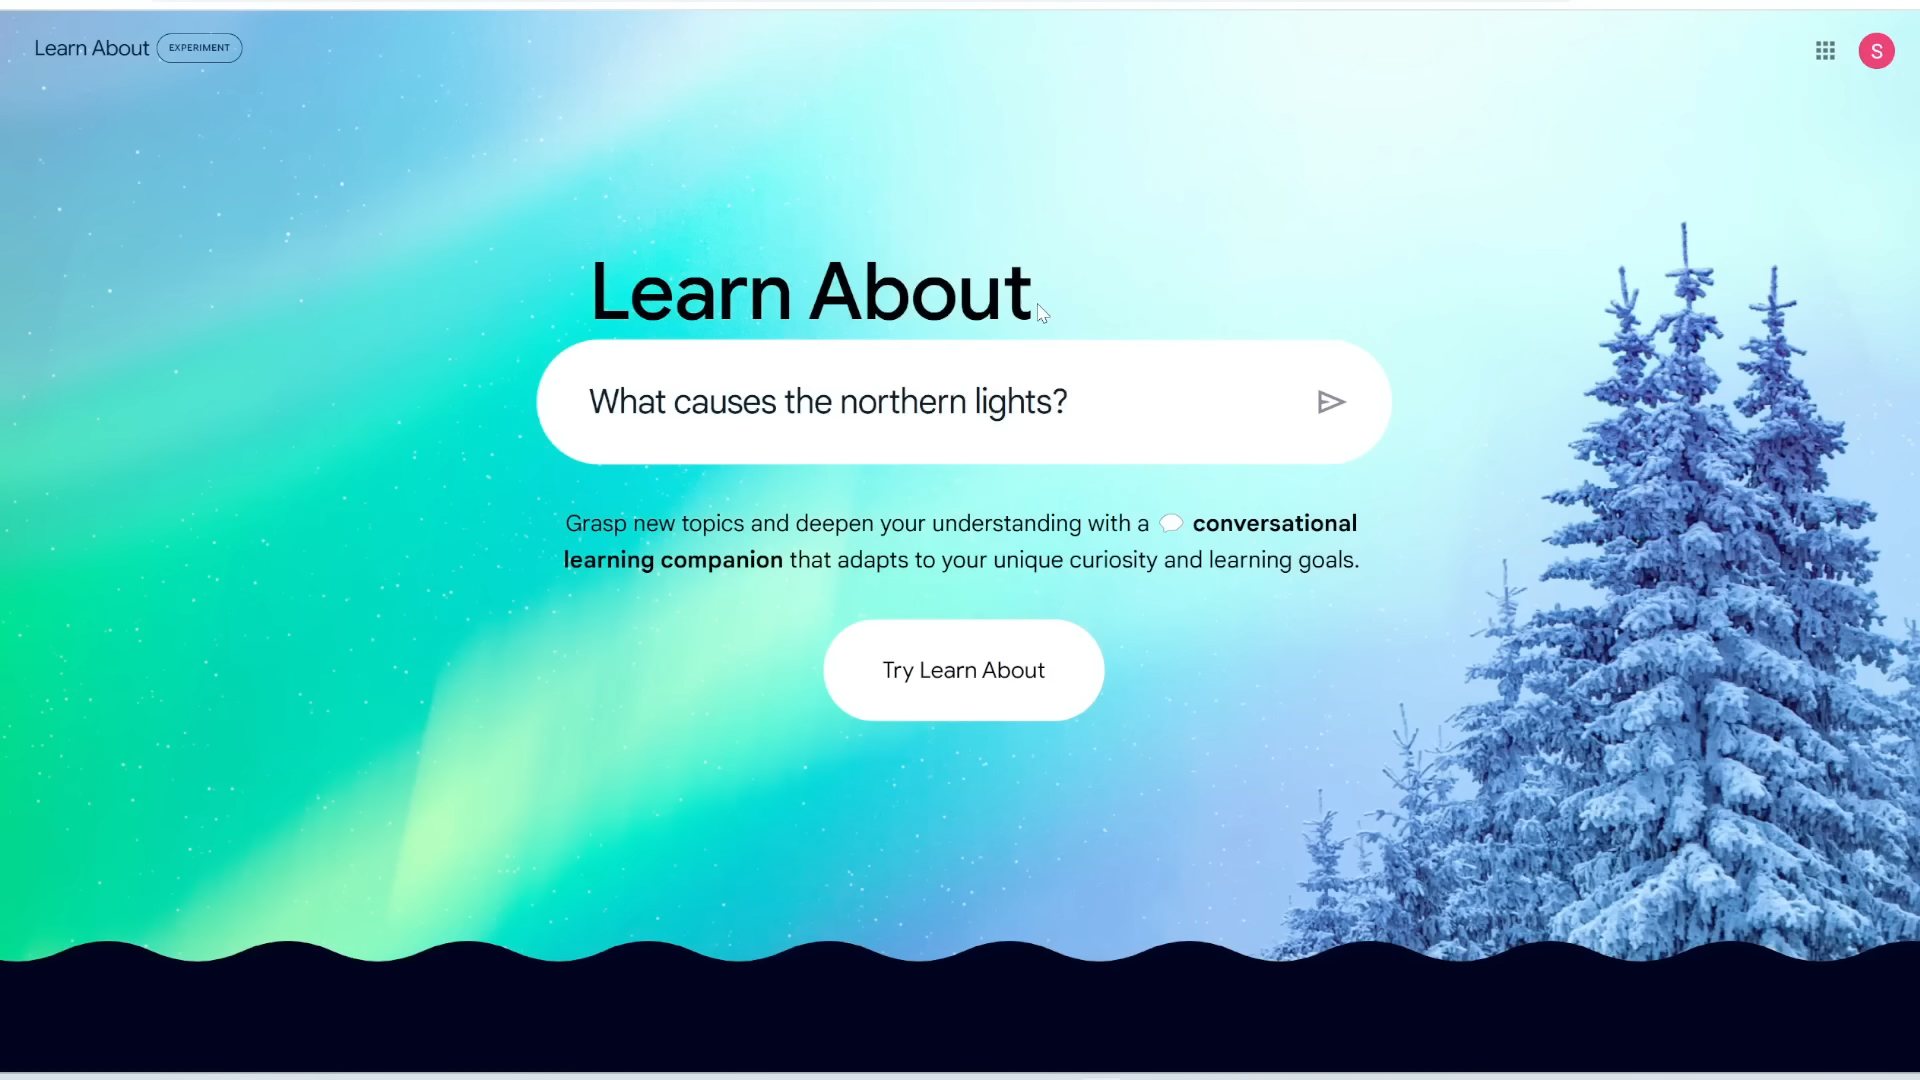 Learn About EXPERIMENT
S
Learn About
What causes the northern lights?
Grasp new topics and deepen your understanding with a 💬 conversational
learning companion that adapts to your unique curiosity and learning goals.
Try Learn About